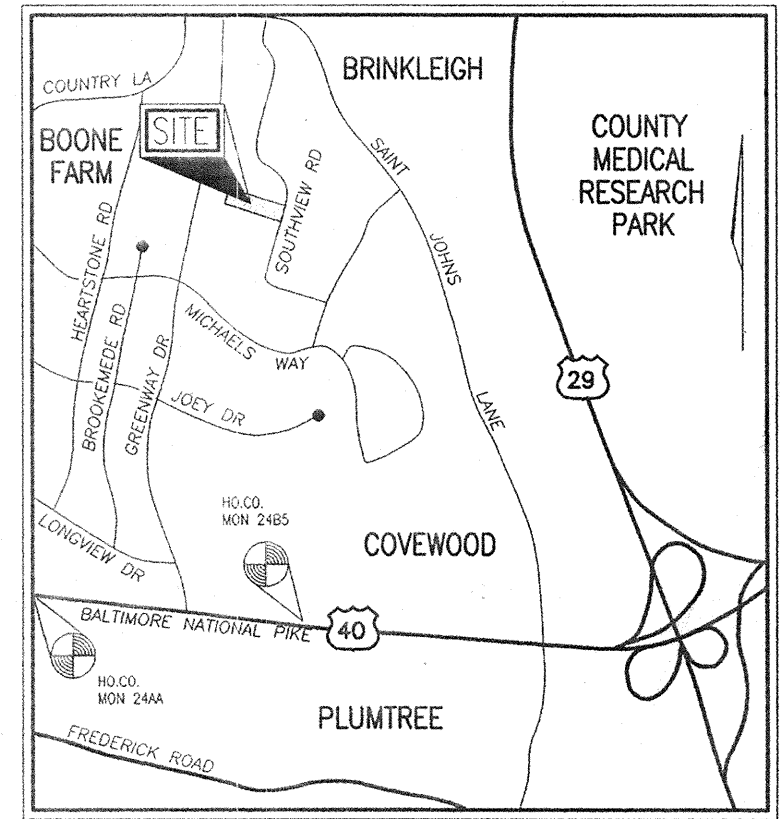 BRINKLEIGH
COUNTRY LA
SITE
BOONE
FARM
COUNTY
MEDICAL
RESEARCH
PARK
SAINT
JOHNS
LANE
SOUTHVIEW RD
HEARTSTONE RD
BROOKEMEDE RD
GREENWAY DR
MICHAELS
WAY
JOEY DR
29
HO.CO.
MON 24B5
COVEWOOD
LONGVIEW DR
BALTIMORE NATIONAL PIKE
40
HO.CO.
MON 24AA
PLUMTREE
FREDERICK ROAD